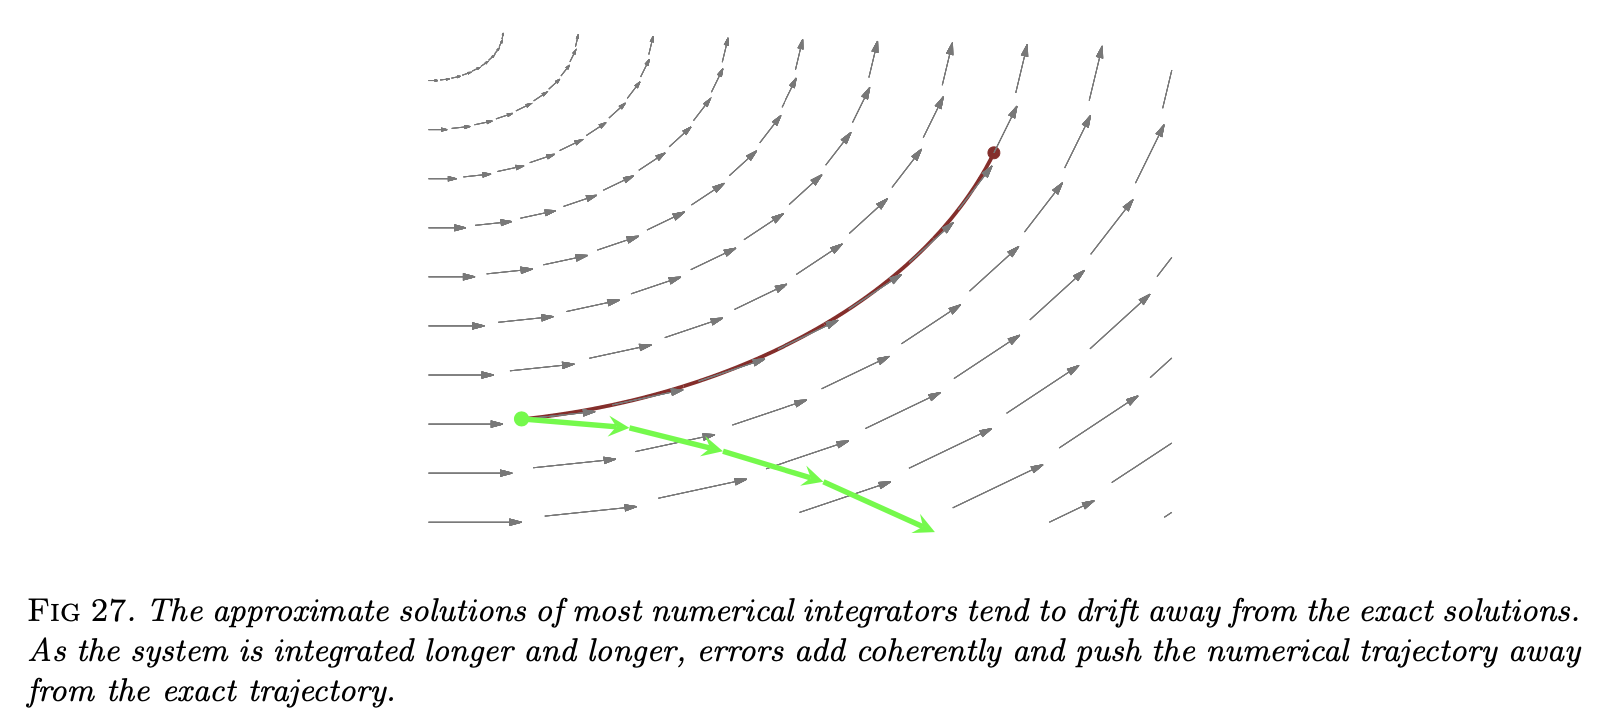 Fig 27. The approximate solutions of most numerical integrators tend to drift away from the exact solutions.
As the system is integrated longer and longer, errors add coherently and push the numerical trajectory away
from the exact trajectory.